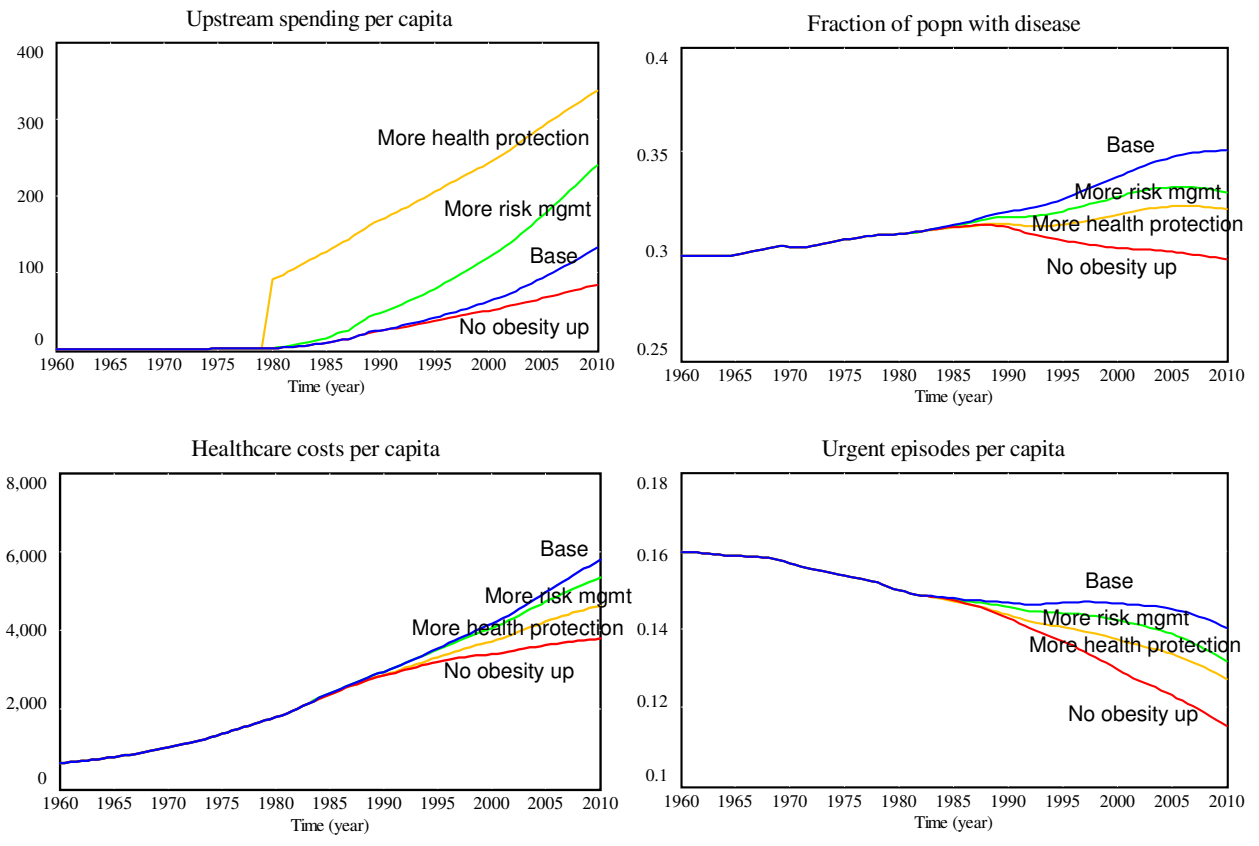 Upstream spending per capita
400
300
200
100
0
More health protection
More risk mgmt
Base
No obesity up
1960 1965 1970 1975 1980 1985 1990 1995 2000 2005 2010
Time (year)
Fraction of popn with disease
0.4
0.35
0.3
0.25
Base
More risk mgmt
More health protection
No obesity up
1960 1965 1970 1975 1980 1985 1990 1995 2000 2005 2010
Time (year)
Healthcare costs per capita
8,000
6,000
4,000
2,000
0
Base
More risk mgmt
More health protection
No obesity up
1960 1965 1970 1975 1980 1985 1990 1995 2000 2005 2010
Time (year)
Urgent episodes per capita
0.18
0.16
0.14
0.12
0.1
Base
More risk mgmt
More health protection
No obesity up
1960 1965 1970 1975 1980 1985 1990 1995 2000 2005 2010
Time (year)